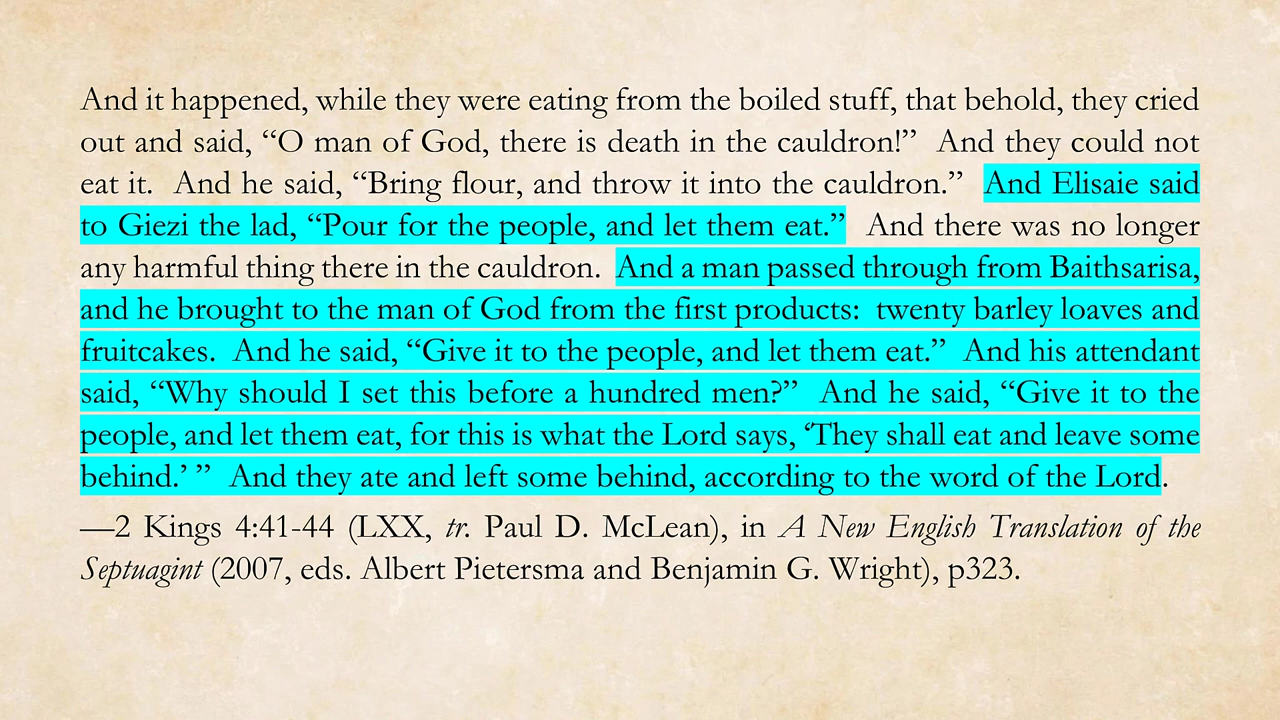 And it happened, while they were eating from the boiled stuff, that behold, they cried
out and said, “O man of God, there is death in the cauldron!”  And they could not
eat it.  And he said, “Bring flour, and throw it into the cauldron.”  And Elisaie said
to Giezi the lad, “Pour for the people, and let them eat.”  And there was no longer
any harmful thing there in the cauldron.  And a man passed through from Baithsarisa,
and he brought to the man of God from the first products:  twenty barley loaves and
fruitcakes.  And he said, “Give it to the people, and let them eat.”  And his attendant
said, “Why should I set this before a hundred men?”  And he said, “Give it to the
people, and let them eat, for this is what the Lord says, ‘They shall eat and leave some
behind.’ ”  And they ate and left some behind, according to the word of the Lord.
—2 Kings 4:41-44 (LXX, tr. Paul D. McLean), in A New English Translation of the
Septuagint (2007, eds. Albert Pietersma and Benjamin G. Wright), p323.